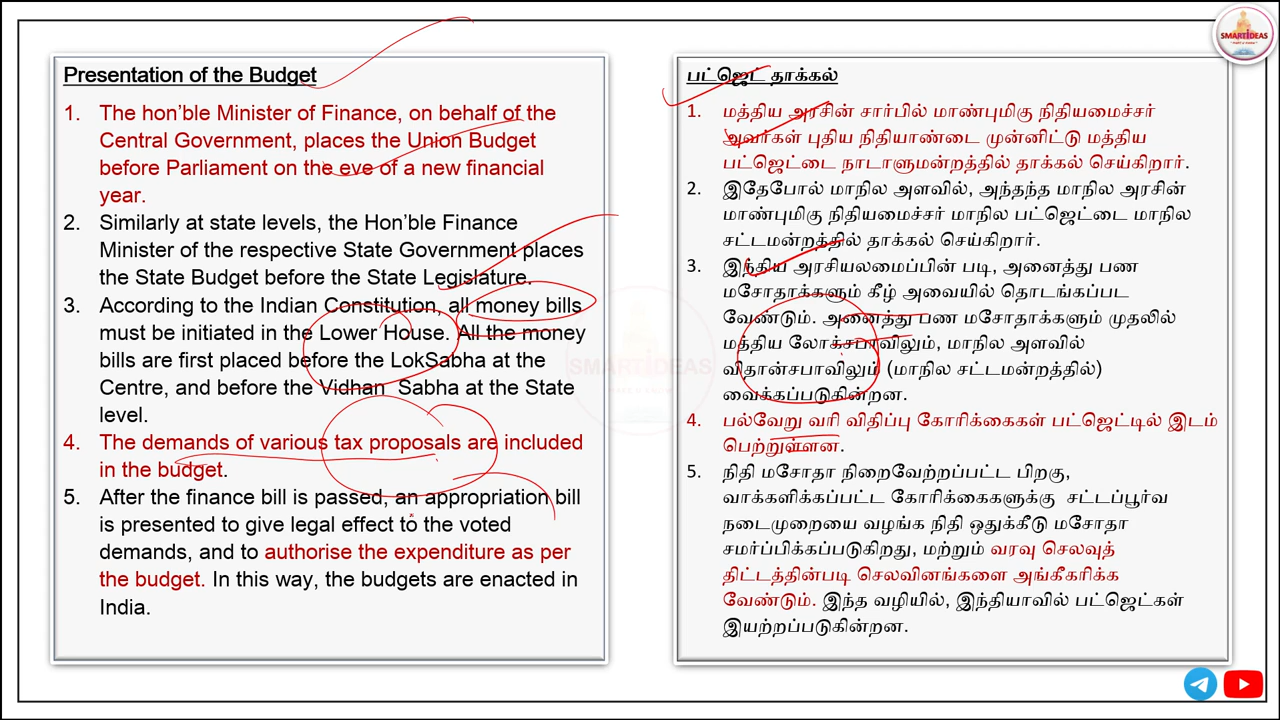 SMARTIDEAS
Presentation of the Budget
1. The hon'ble Minister of Finance, on behalf of the
Central Government, places the Union Budget
before Parliament on the eve of a new financial
year.
2. Similarly at state levels, the Hon'ble Finance
Minister of the respective State Government places
the State Budget before the State Legislature.
3. According to the Indian Constitution, all money bills
must be initiated in the Lower House. All the money
bills are first placed before the LokSabha at the
Centre, and before the Vidhan Sabha at the State
level.
4. The demands of various tax proposals are included
in the budget.
5. After the finance bill is passed, an appropriation bill
is presented to give legal effect to the voted
demands, and to authorise the expenditure as per
the budget. In this way, the budgets are enacted in
India.
பட்ஜெட் தாக்கல்
1. மத்திய அரசின் சார்பில் மாண்புமிகு நிதியமைச்சர்
அவர்கள் புதிய நிதியாண்டை முன்னிட்டு மத்திய
பட்ஜெட்டை நாடாளுமன்றத்தில் தாக்கல் செய்கிறார்.
2. இதேபோல் மாநில அளவில், அந்தந்த மாநில அரசின்
மாண்புமிகு நிதியமைச்சர் மாநில பட்ஜெட்டை மாநில
சட்டமன்றத்தில் தாக்கல் செய்கிறார்.
3. இந்திய அரசியலமைப்பின் படி, அனைத்து பண
மசோதாக்களும் கீழ் அவையில் தொடங்கப்பட
வேண்டும். அனைத்து பண மசோதாக்களும் முதலில்
மத்திய லோக்சபாவிலும், மாநில அளவில்
விதான்சபாவிலும் (மாநில சட்டமன்றத்தில்)
வைக்கப்படுகின்றன.
4. பல்வேறு வரி விதிப்பு கோரிக்கைகள் பட்ஜெட்டில் இடம்
பெற்றுள்ளன.
5. நிதி மசோதா நிறைவேற்றப்பட்ட பிறகு,
வாக்களிக்கப்பட்ட கோரிக்கைகளுக்கு சட்டப்பூர்வ
நடைமுறையை வழங்க நிதி ஒதுக்கீடு மசோதா
சமர்ப்பிக்கப்படுகிறது, மற்றும் வரவு செலவுத்
திட்டத்தின்படி செலவினங்களை அங்கீகரிக்க
வேண்டும். இந்த வழியில், இந்தியாவில் பட்ஜெட்கள்
இயற்றப்படுகின்றன.
SMARTIDEAS